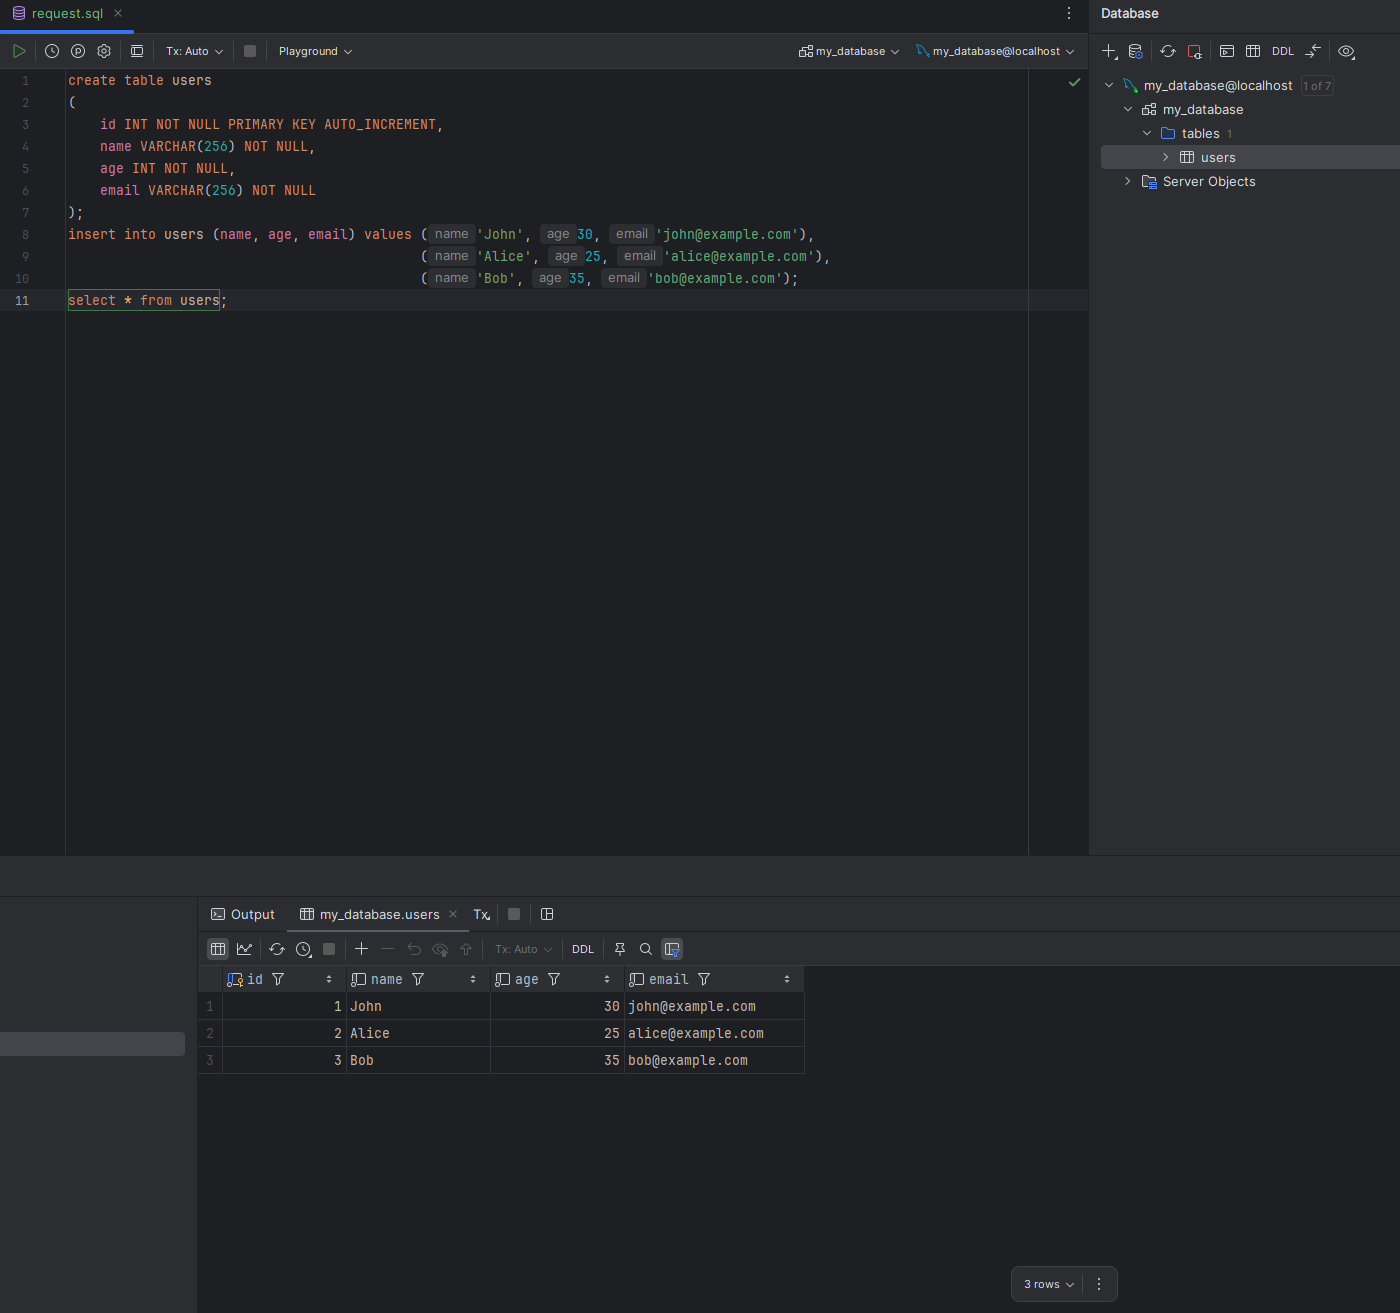 request.sql
Database
Tx: Auto
Playground
my_database
my_database@localhost
DDL
1 create table users
2 (
3 id INT NOT NULL PRIMARY KEY AUTO_INCREMENT,
4 name VARCHAR(256) NOT NULL,
5 age INT NOT NULL,
6 email VARCHAR(256) NOT NULL
7 );
8 insert into users (name, age, email) values ( name 'John', age 30, email 'john@example.com'),
9 ( name 'Alice', age 25, email 'alice@example.com'),
10 ( name 'Bob', age 35, email 'bob@example.com');
11 select * from users;
my_database@localhost 1 of 7
my_database
tables 1
users
Server Objects
Output
my_database.users
Tx
Tx: Auto
DDL
id name age email
1 1 John 30 john@example.com
2 2 Alice 25 alice@example.com
3 3 Bob 35 bob@example.com
3 rows